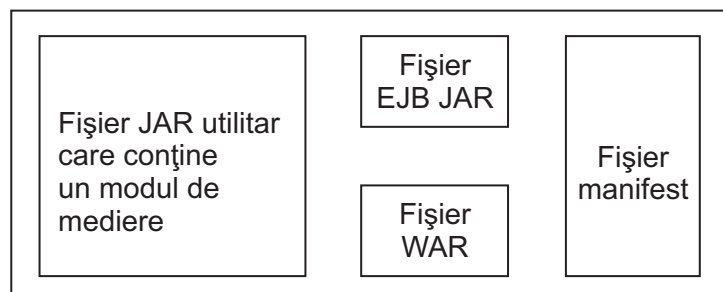 Fişier JAR utilitar
care conţine
un modul de
mediere
Fişier
EJB JAR
Fişier
WAR
Fişier
manifest